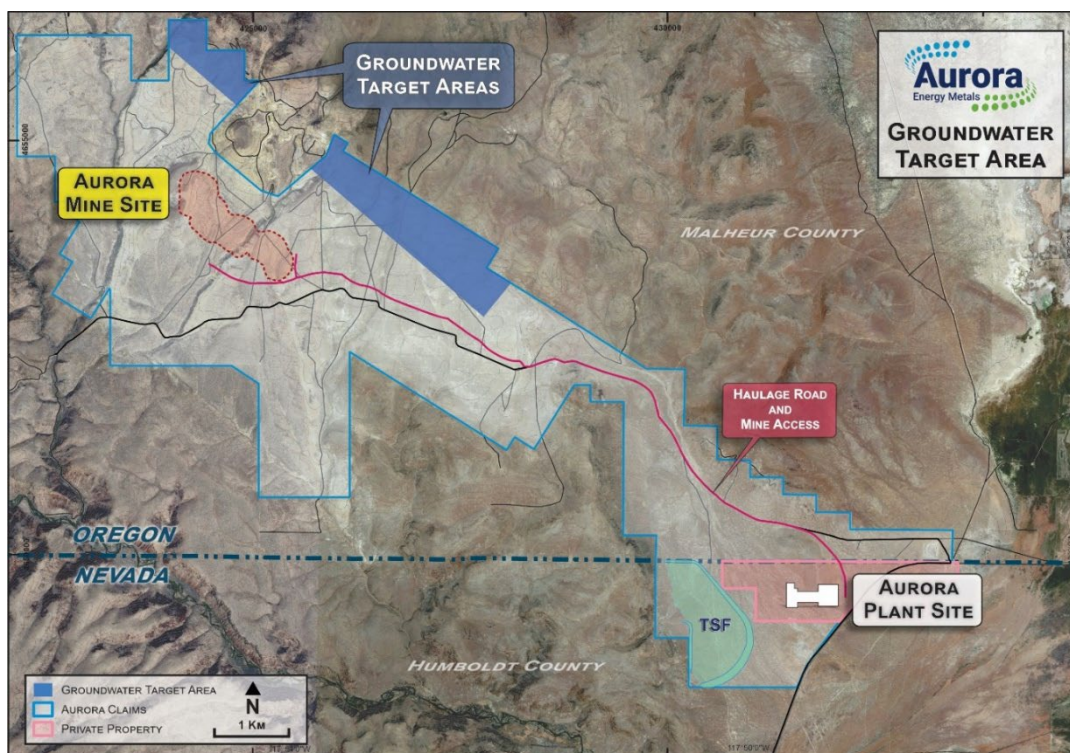 Aurora
Energy Metals
GROUNDWATER
TARGET AREA
GROUNDWATER
TARGET AREAS
4655000
AURORA
MINE SITE
MALHEUR COUNTY
HAULAGE ROAD
AND
MINE ACCESS
OREGON
NEVADA
AURORA
PLANT SITE
TSF
HUMBOLDT COUNTY
GROUNDWATER TARGET AREA
AURORA CLAIMS
PRIVATE PROPERTY
N
1 KM